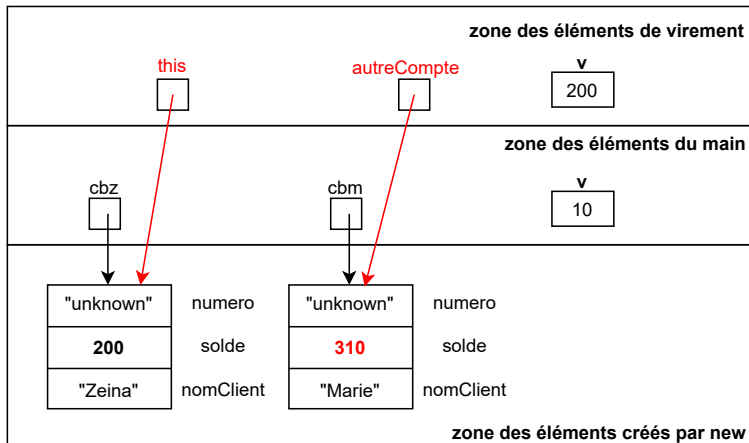 zone des éléments de virement
this
autreCompte
v
200
zone des éléments du main
cbz
cbm
v
10
"unknown" numero "unknown" numero
200 solde 310 solde
"Zeina" nomClient "Marie" nomClient
zone des éléments créés par new